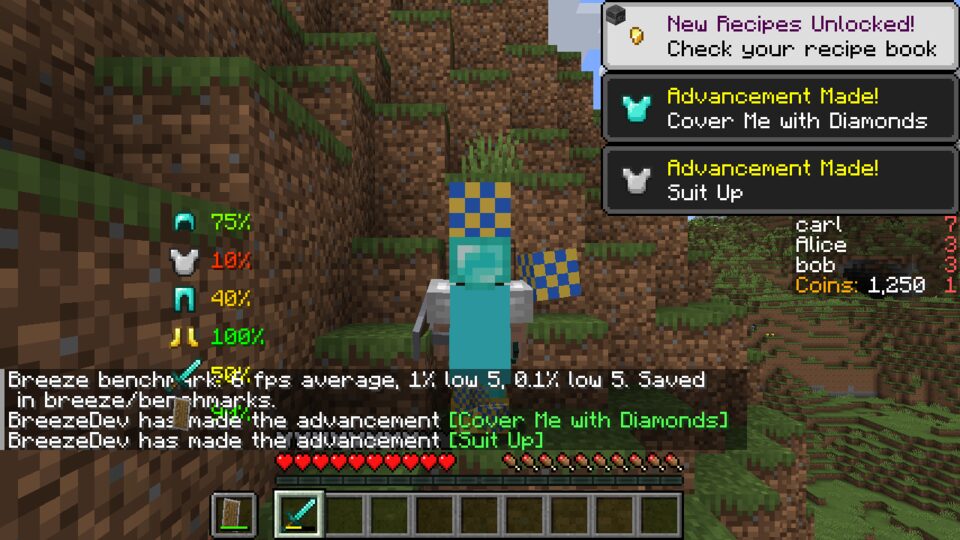 New Recipes Unlocked!
Check your recipe book
Advancement Made!
Cover Me with Diamonds
Advancement Made!
Suit Up
carl 7
Alice 3
bob 3
Coins: 1,250 1
75%
10%
40%
100%
50%
Breeze benchmark: 6 fps average, 1% low 5, 0.1% low 5. Saved
in breeze/benchmarks.
BreezeDev has made the advancement [Cover Me with Diamonds]
BreezeDev has made the advancement [Suit Up]